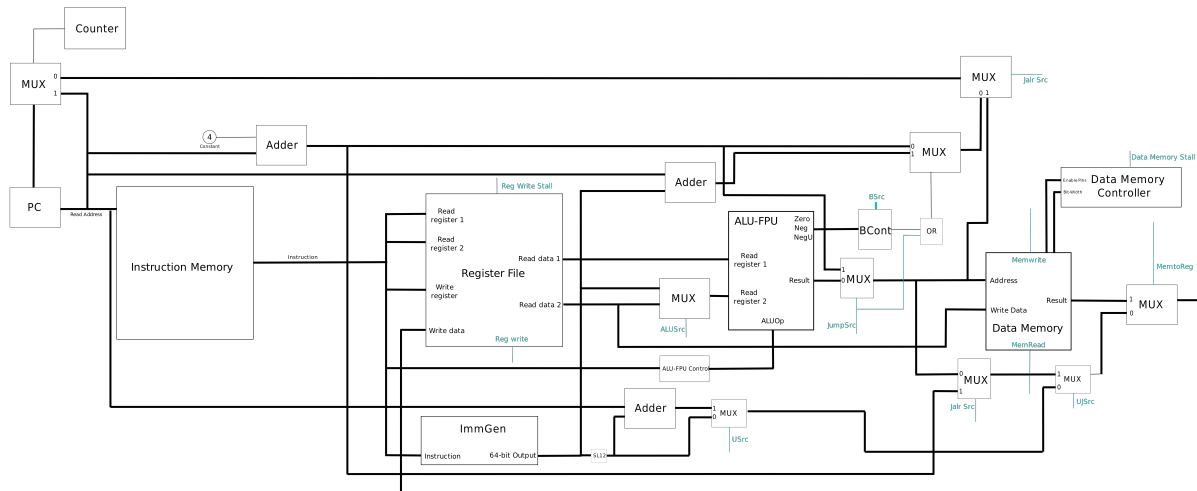 Counter
MUX
0
1
MUX
0 1
Jalr Src
4
Constant
Adder
MUX
0
1
Data Memory Stall
Enable Pins
Bit-Width
Data Memory
Controller
Adder
PC
Read Address
Instruction Memory
Instruction
Reg Write Stall
Read
register 1
Read
register 2
Register File
Write
register
Read data 1
Read data 2
Write data
Reg write
MUX
ALUSrc
ALU-FPU
Zero
Neg
NegU
Read
register 1
Read
register 2
Result
ALUOp
BSrc
BCont
OR
1
0
MUX
JumpSrc
Memwrite
Address
Write Data
Result
Data Memory
MemRead
MemtoReg
1
0
MUX
ALU-FPU Control
0
1
MUX
Jalr Src
1
0
MUX
UJSrc
Adder
1
0
MUX
USrc
ImmGen
Instruction
64-bit Output
SL12